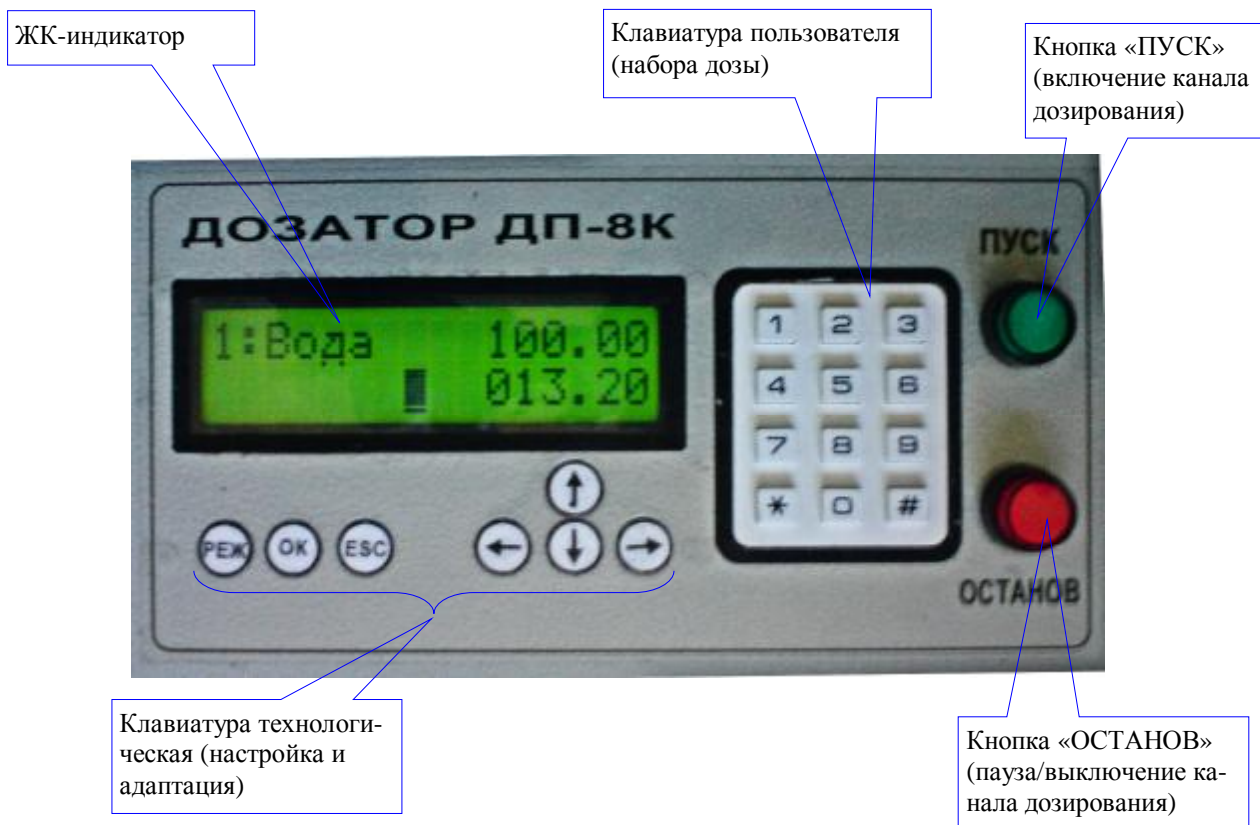 ЖК-индикатор
Клавиатура пользователя
(набора дозы)
Кнопка «ПУСК»
(включение канала
дозирования)
ДОЗАТОР ДП-8К
ПУСК
1:Вода 100.00
013.20
1 2 3
4 5 6
7 8 9
* 0 #
РЕЖ OK ESC
ОСТАНОВ
Клавиатура технологи-
ческая (настройка и
адаптация)
Кнопка «ОСТАНОВ»
(пауза/выключение ка-
нала дозирования)